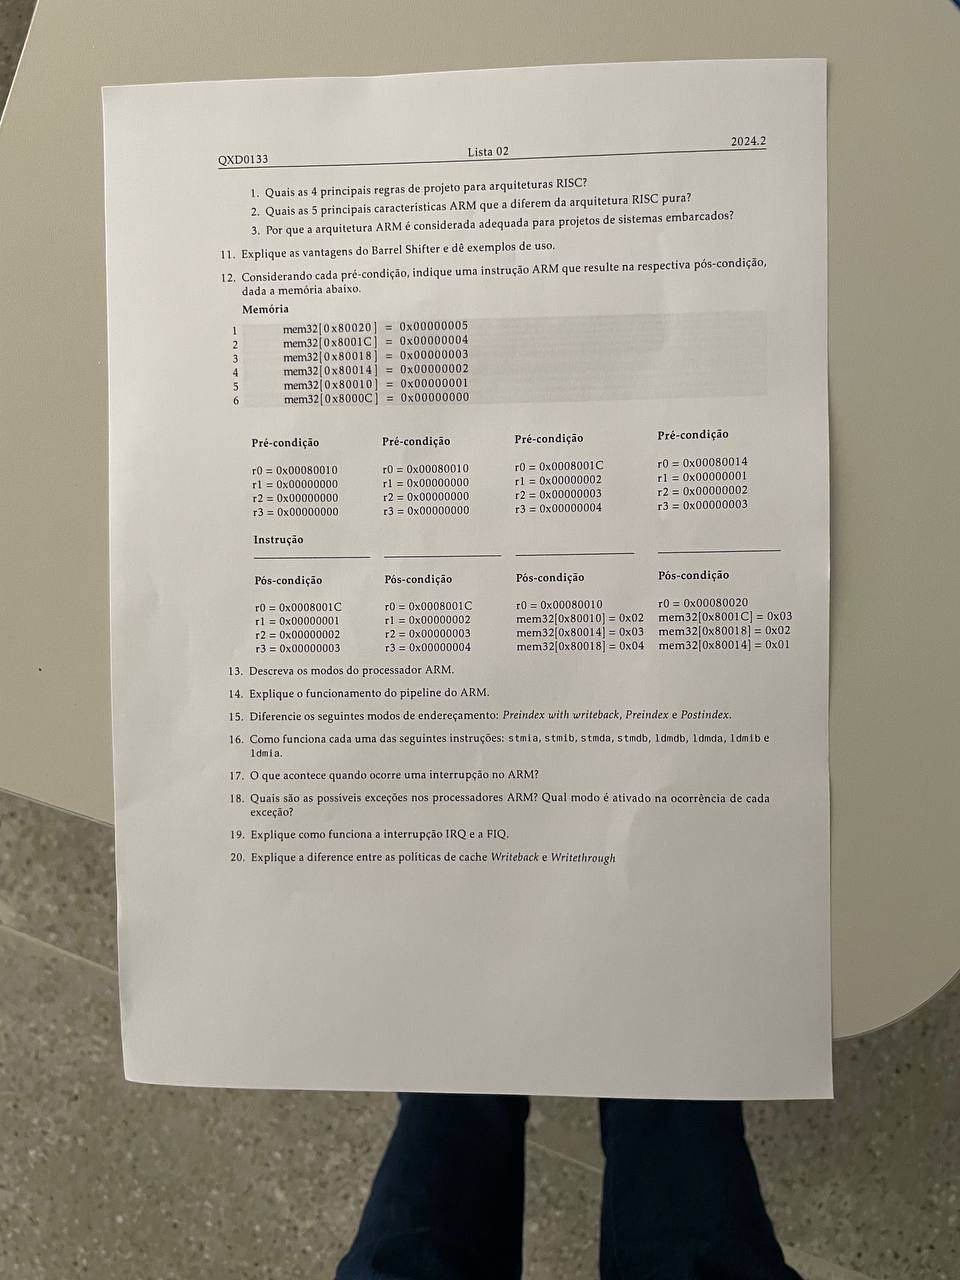 QXD0133 Lista 02 2024.2
1. Quais as 4 principais regras de projeto para arquiteturas RISC?
2. Quais as 5 principais características ARM que a diferem da arquitetura RISC pura?
3. Por que a arquitetura ARM é considerada adequada para projetos de sistemas embarcados?
11. Explique as vantagens do Barrel Shifter e dê exemplos de uso.
12. Considerando cada pré-condição, indique uma instrução ARM que resulte na respectiva pós-condição,
dada a memória abaixo.
Memória
1 mem32[0x80020] = 0x00000005
2 mem32[0x8001C] = 0x00000004
3 mem32[0x80018] = 0x00000003
4 mem32[0x80014] = 0x00000002
5 mem32[0x80010] = 0x00000001
6 mem32[0x8000C] = 0x00000000
Pré-condição Pré-condição Pré-condição Pré-condição
r0 = 0x00080010 r0 = 0x00080010 r0 = 0x0008001C r0 = 0x00080014
r1 = 0x00000000 r1 = 0x00000000 r1 = 0x00000002 r1 = 0x00000001
r2 = 0x00000000 r2 = 0x00000000 r2 = 0x00000003 r2 = 0x00000002
r3 = 0x00000000 r3 = 0x00000000 r3 = 0x00000004 r3 = 0x00000003
Instrução
Pós-condição Pós-condição Pós-condição Pós-condição
r0 = 0x0008001C r0 = 0x0008001C r0 = 0x00080010 r0 = 0x00080020
r1 = 0x00000001 r1 = 0x00000002 mem32[0x80010] = 0x02 mem32[0x8001C] = 0x03
r2 = 0x00000002 r2 = 0x00000003 mem32[0x80014] = 0x03 mem32[0x80018] = 0x02
r3 = 0x00000003 r3 = 0x00000004 mem32[0x80018] = 0x04 mem32[0x80014] = 0x01
13. Descreva os modos do processador ARM.
14. Explique o funcionamento do pipeline do ARM.
15. Diferencie os seguintes modos de endereçamento: Preindex with writeback, Preindex e Postindex.
16. Como funciona cada uma das seguintes instruções: stmia, stmib, stmda, stmdb, ldmdb, ldmda, ldmib e
ldmia.
17. O que acontece quando ocorre uma interrupção no ARM?
18. Quais são as possíveis exceções nos processadores ARM? Qual modo é ativado na ocorrência de cada
exceção?
19. Explique como funciona a interrupção IRQ e a FIQ.
20. Explique a diference entre as políticas de cache Writeback e Writethrough